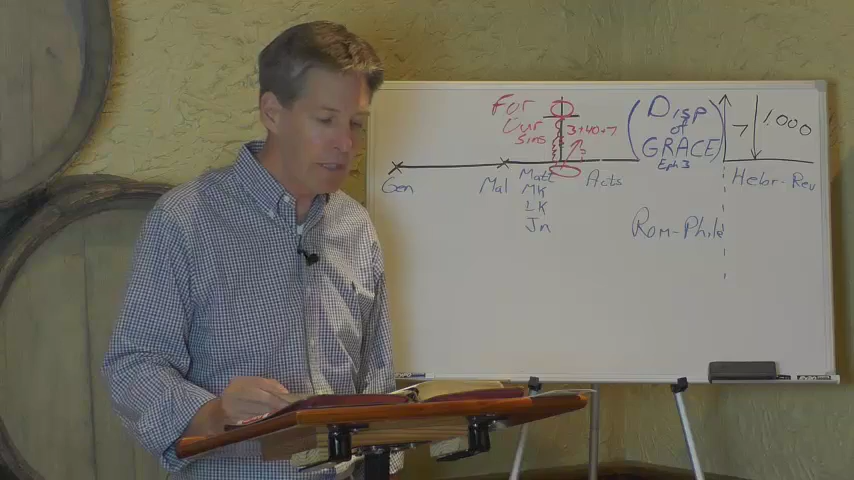 For
Our
sins
3+40+7
(Disp
of
GRACE)
Eph 3
7
1,000
Gen
Mal
Matt
MK
LK
Jn
Acts
Hebr-Rev
Rom-Phile